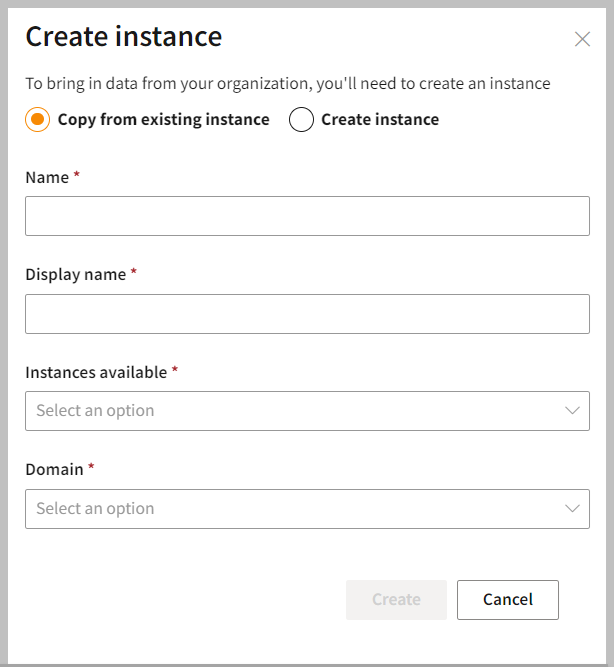 Create instance
To bring in data from your organization, you'll need to create an instance
Copy from existing instance Create instance
Name *
Display name *
Instances available *
Select an option
Domain *
Select an option
Create Cancel